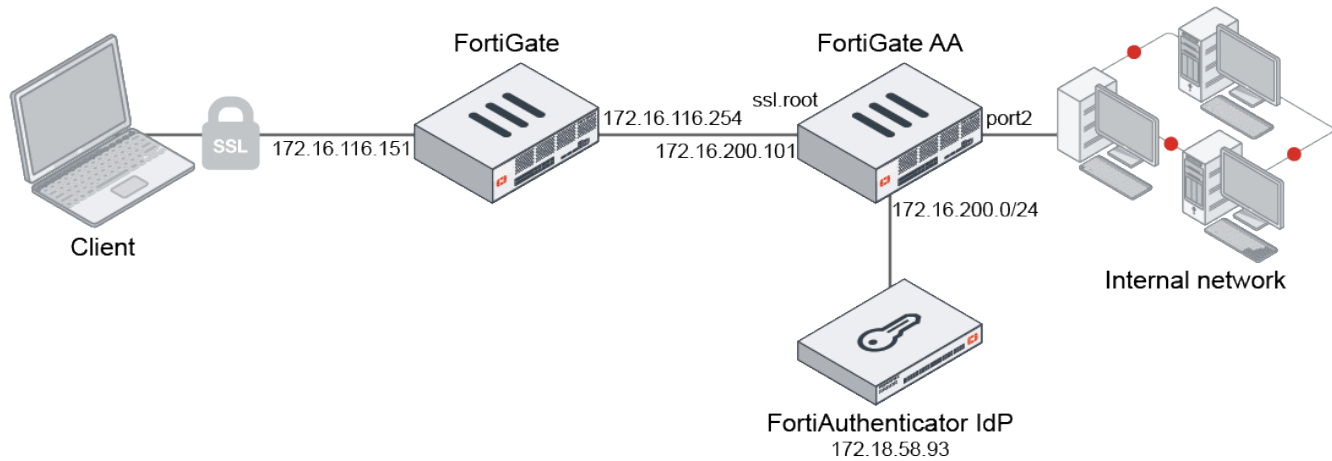 FortiGate
FortiGate AA
ssl.root
172.16.116.254
port2
SSL
172.16.116.151
172.16.200.101
172.16.200.0/24
Client
Internal network
FortiAuthenticator IdP
172.18.58.93